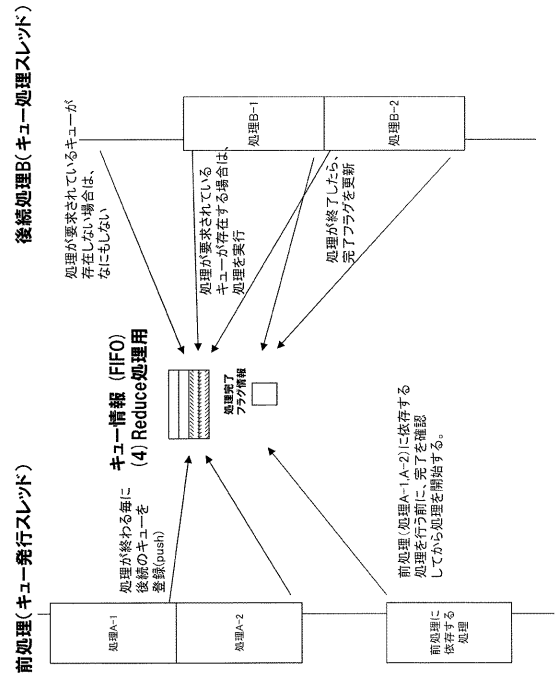 前処理(キュー発行スレッド)
処理A-1
処理A-2
前処理に
依存する
処理
処理が終わる毎に
後続のキューを
登録(push)
前処理(処理A-1,A-2)に依存する
処理を行う前に、完了を確認
してから処理を開始する。
キュー情報 (FIFO)
(4) Reduce処理用
処理完了
フラグ情報
後続処理B(キュー処理スレッド)
処理が要求されているキューが
存在しない場合は、
なにもしない
処理が要求されている
キューが存在する場合は、
処理を実行
処理が終了したら、
完了フラグを更新
処理B-1
処理B-2